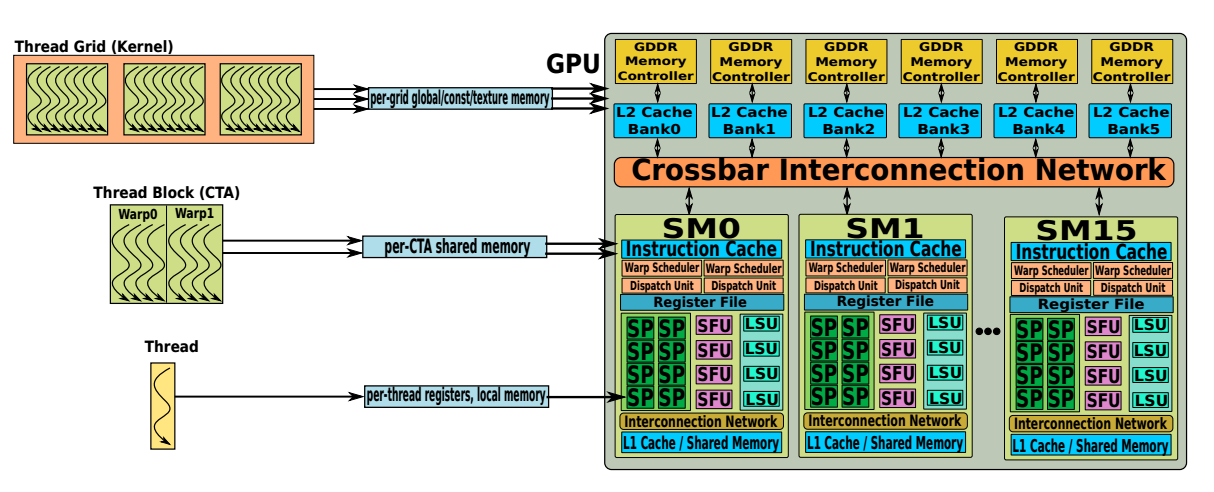 Thread Grid (Kernel)
per-grid global/const/texture memory
GPU
GDDR
Memory
Controller
GDDR
Memory
Controller
GDDR
Memory
Controller
GDDR
Memory
Controller
GDDR
Memory
Controller
GDDR
Memory
Controller
L2 Cache
Bank0
L2 Cache
Bank1
L2 Cache
Bank2
L2 Cache
Bank3
L2 Cache
Bank4
L2 Cache
Bank5
Crossbar Interconnection Network
Thread Block (CTA)
Warp0 Warp1
per-CTA shared memory
Thread
per-thread registers, local memory
SM0
Instruction Cache
Warp Scheduler Warp Scheduler
Dispatch Unit Dispatch Unit
Register File
SP SP SFU LSU
SP SP SFU LSU
SP SP SFU LSU
SP SP SFU LSU
Interconnection Network
L1 Cache / Shared Memory
SM1
Instruction Cache
Warp Scheduler Warp Scheduler
Dispatch Unit Dispatch Unit
Register File
SP SP SFU LSU
SP SP SFU LSU
SP SP SFU LSU
SP SP SFU LSU
Interconnection Network
L1 Cache / Shared Memory
SM15
Instruction Cache
Warp Scheduler Warp Scheduler
Dispatch Unit Dispatch Unit
Register File
SP SP SFU LSU
SP SP SFU LSU
SP SP SFU LSU
SP SP SFU LSU
Interconnection Network
L1 Cache / Shared Memory